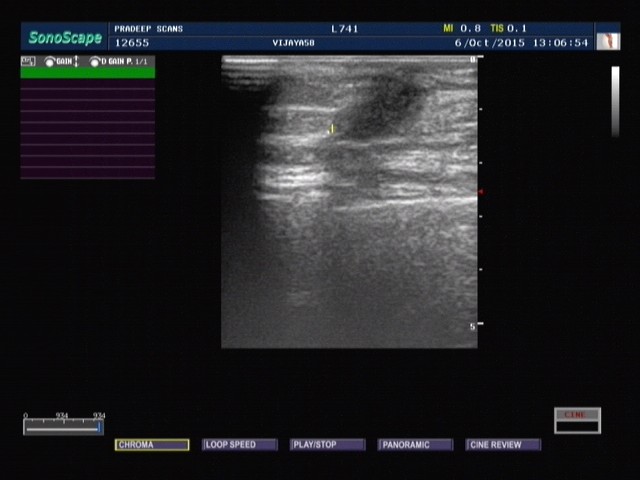 SonoScape
PRADEEP SCANS
L741
MI 0.8 TIS 0.1
12655
VIJAYA58
6/Oct/2015 13:06:54
GAIN
D GAIN P. 1/1
0
5
0 934 934
CINE
CHROMA
LOOP SPEED
PLAY/STOP
PANORAMIC
CINE REVIEW